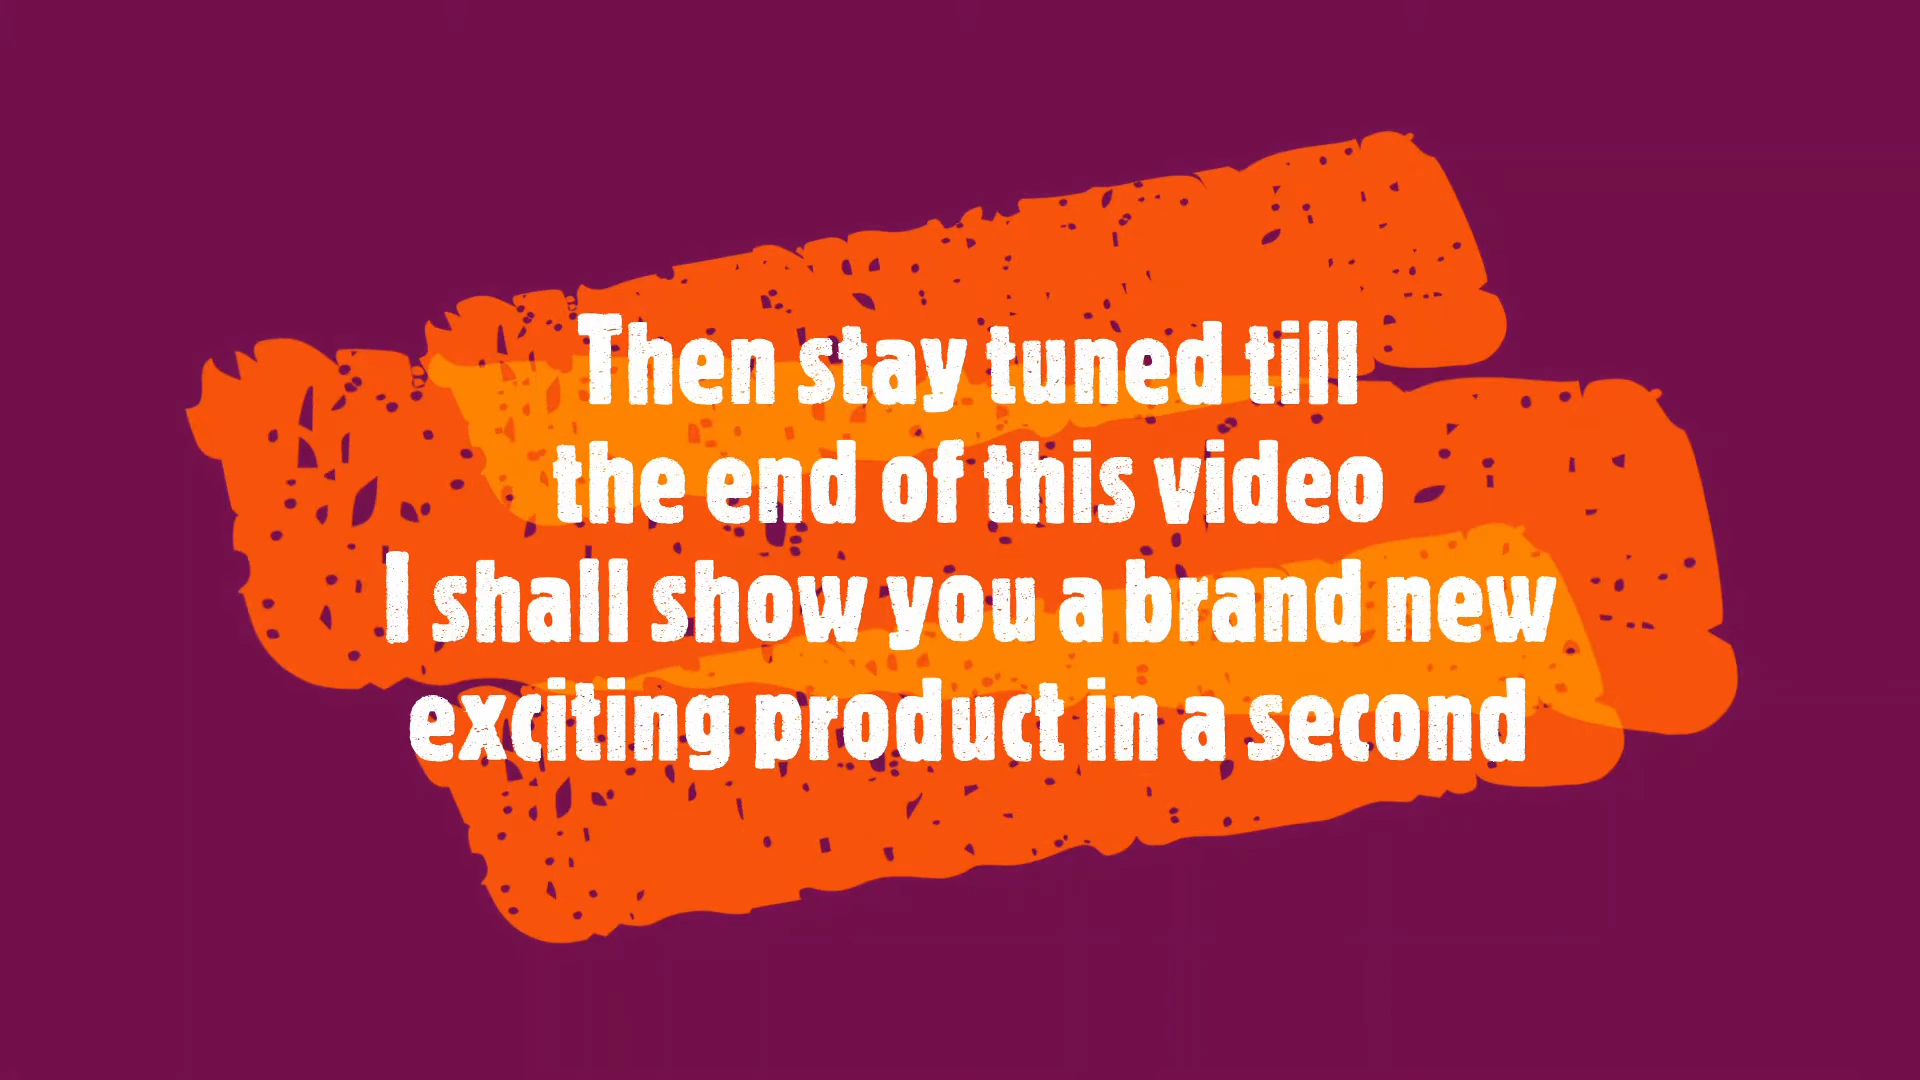 Then stay tuned till
the end of this video
I shall show you a brand new
exciting product in a second